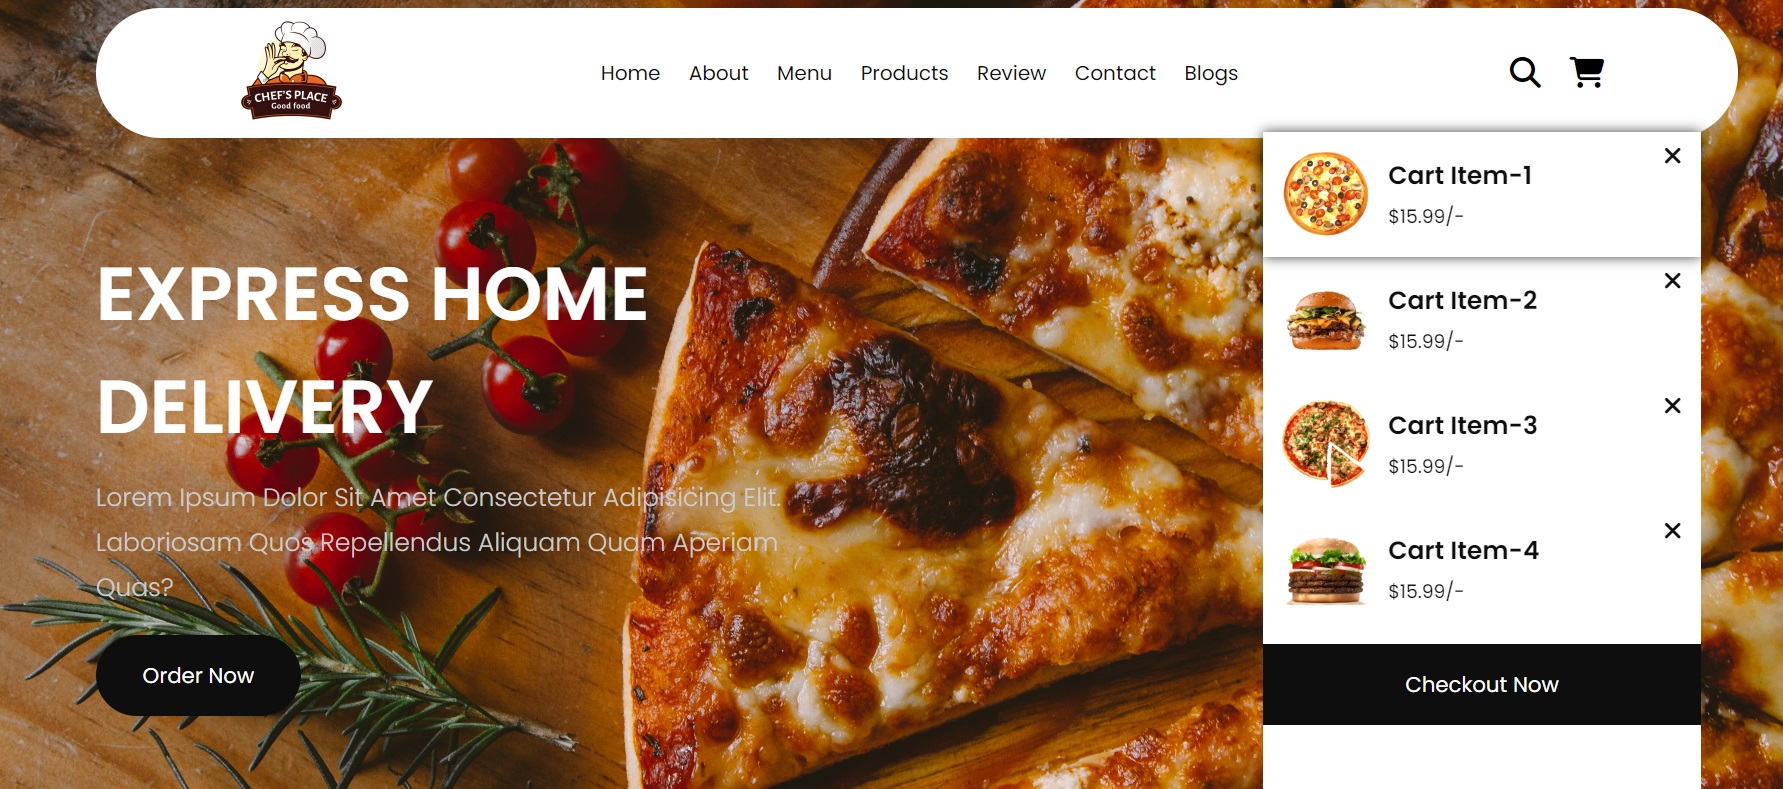 CHEF'S PLACE
Good food
Home About Menu Products Review Contact Blogs
EXPRESS HOME
DELIVERY
Lorem Ipsum Dolor Sit Amet Consectetur Adipisicing Elit.
Laboriosam Quos Repellendus Aliquam Quam Aperiam
Quas?
Order Now
Cart Item-1
$15.99/-
Cart Item-2
$15.99/-
Cart Item-3
$15.99/-
Cart Item-4
$15.99/-
Checkout Now